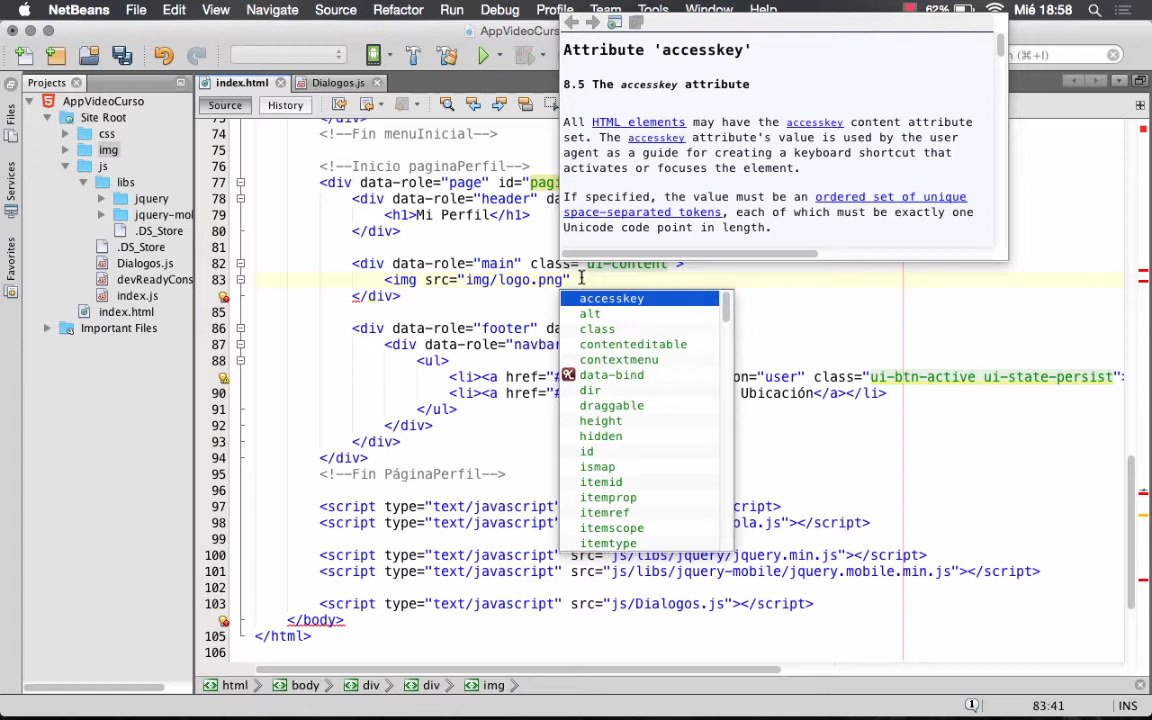 NetBeans File Edit View Navigate Source Refactor Run Debug Profile Team Tools Window Help 62% Mié 18:58
AppVideoCurso
(⌘+I)
Projects
index.html
Dialogos.js
Files
Services
AppVideoCurso
Site Root
css
img
js
libs
jquery
jquery-mol
.DS_Store
.DS_Store
Dialogos.js
devReadyCons
index.js
index.html
Important Files
Source History
</div>
74 <!--Fin menuInicial-->
75
76 <!--Inicio paginaPerfil-->
77 <div data-role="page" id="pagi
78 <div data-role="header" da
79 <h1>Mi Perfil</h1>
80 </div>
81
82 <div data-role="main" class="ui-content">
83 <img src="img/logo.png"
</div>
85
86 <div data-role="footer" da
87 <div data-role="navbar
88 <ul>
<li><a href="# on="user" class="ui-btn-active ui-state-persist">
90 <li><a href="# Ubicación</a></li>
91 </ul>
92 </div>
93 </div>
94 </div>
95 <!--Fin PáginaPerfil-->
96
97 <script type="text/javascript" script>
98 <script type="text/javascript" ola.js"></script>
100 <script type="text/javascript" src="js/libs/jquery/jquery.min.js"></script>
101 <script type="text/javascript" src="js/libs/jquery-mobile/jquery.mobile.min.js"></script>
102
103 <script type="text/javascript" src="js/Dialogos.js"></script>
</body>
105 </html>
106
Attribute 'accesskey'
8.5 The accesskey attribute
All HTML elements may have the accesskey content attribute
set. The accesskey attribute's value is used by the user
agent as a guide for creating a keyboard shortcut that
activates or focuses the element.
If specified, the value must be an ordered set of unique
space-separated tokens, each of which must be exactly one
Unicode code point in length.
accesskey
alt
class
contenteditable
contextmenu
data-bind
dir
draggable
height
hidden
id
ismap
itemid
itemprop
itemref
itemscope
itemtype
html body div div img
1 83:41 INS